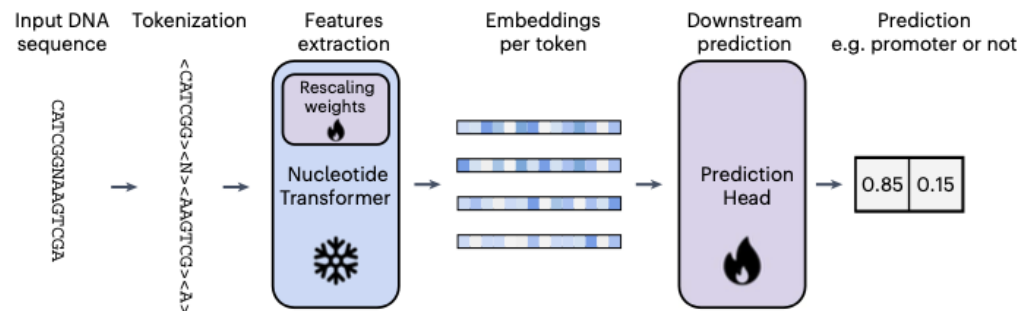 Input DNA
sequence
Tokenization
Features
extraction
Embeddings
per token
Downstream
prediction
Prediction
e.g. promoter or not
CATCGGNAAGTCGA
<CATCGG><N><AAGTCG><A>
Rescaling
weights
Nucleotide
Transformer
Prediction
Head
0.85 0.15